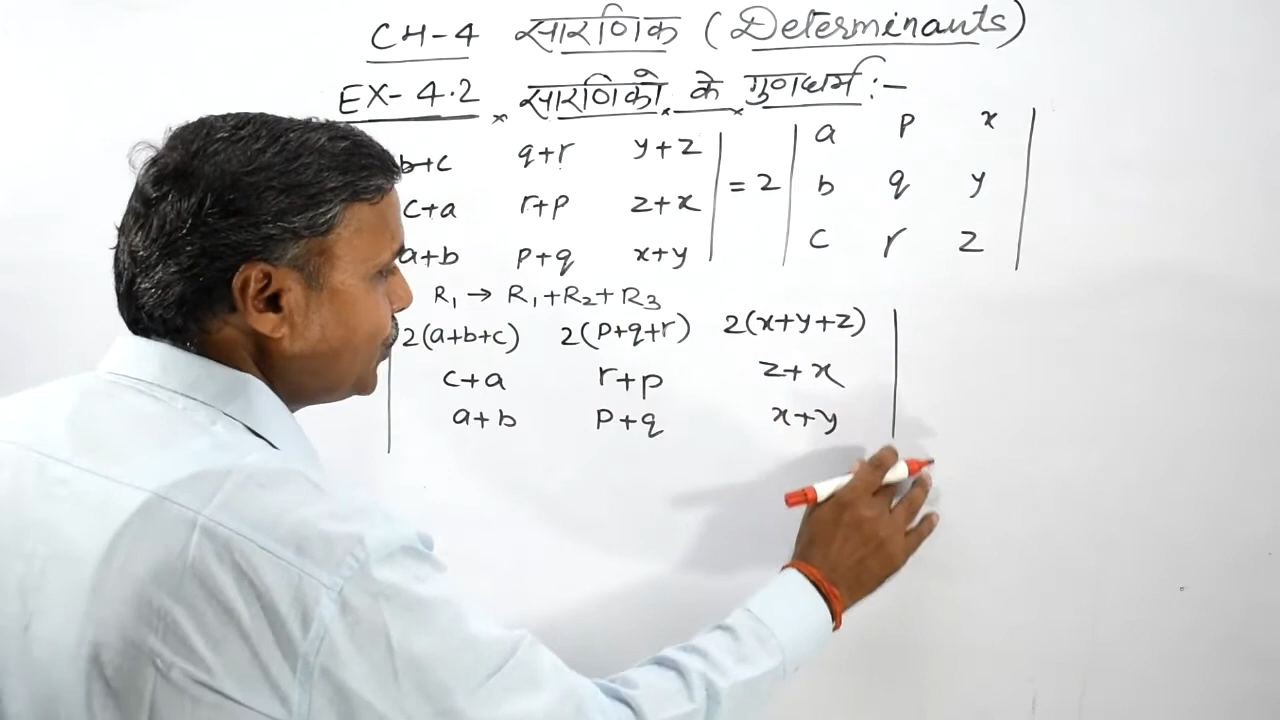 CH-4 सारणिक (Determinants)
EX-4.2 सारणिको के गुणधर्म :-
b+c q+r y+z | = 2 | a p x |
c+a r+p z+x | b q y |
a+b p+q x+y | c r z |
R₁ → R₁+R₂+R₃
| 2(a+b+c) 2(p+q+r) 2(x+y+z) |
| c+a r+p z+x |
| a+b p+q x+y |